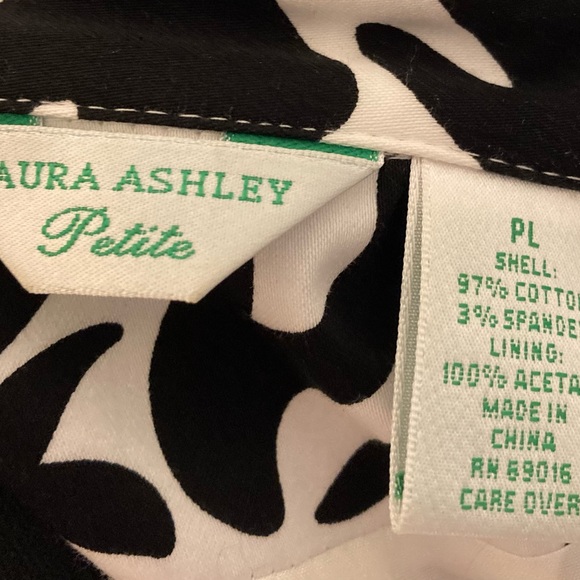 AURA ASHLEY
Petite
PL
SHELL:
97% COTTO
3% SPANDE
LINING:
100% ACETA
MADE IN
CHINA
RN 69016
CARE OVER